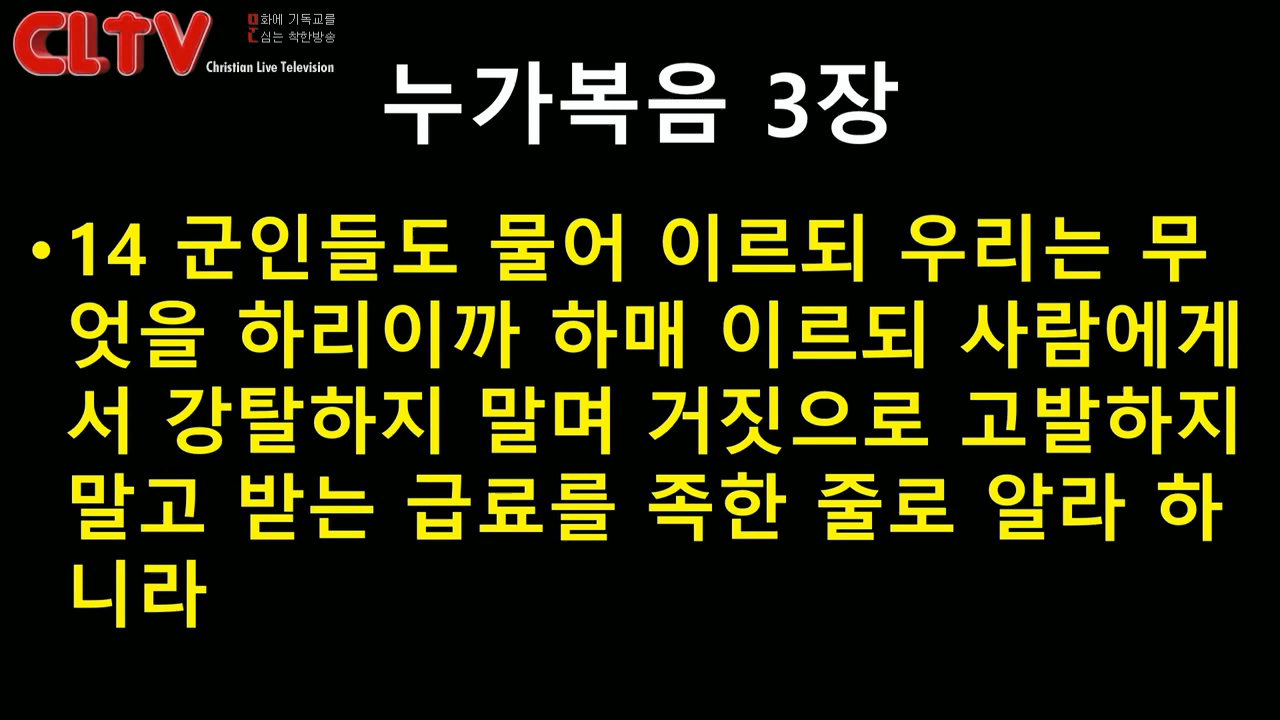 CLTV
문화에 기독교를
심는 착한방송
Christian Live Television
누가복음 3장
• 14 군인들도 물어 이르되 우리는 무
엇을 하리이까 하매 이르되 사람에게
서 강탈하지 말며 거짓으로 고발하지
말고 받는 급료를 족한 줄로 알라 하
니라